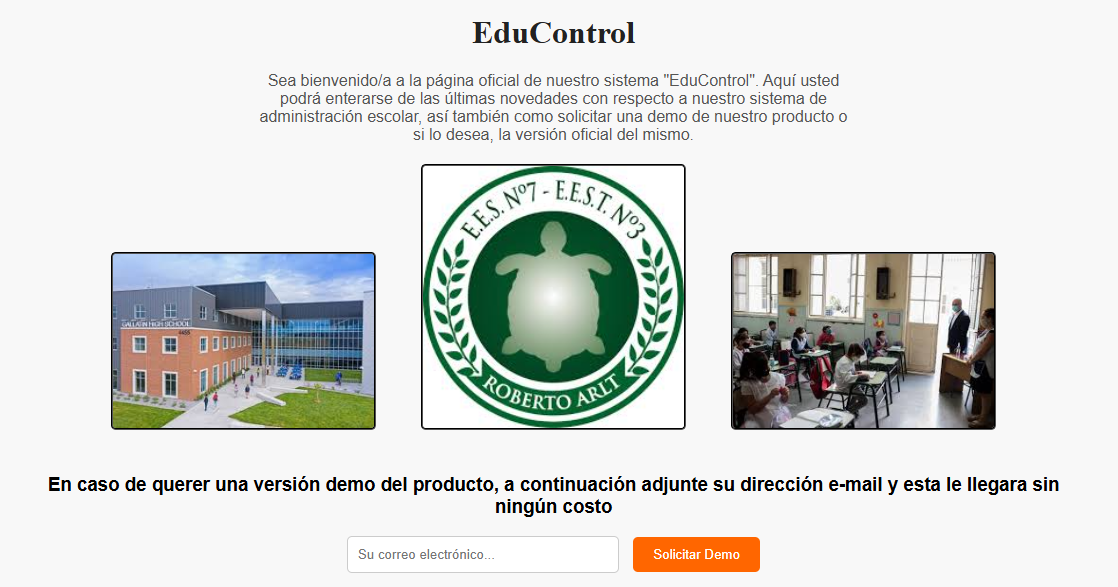 EduControl
Sea bienvenido/a a la página oficial de nuestro sistema "EduControl". Aquí usted
podrá enterarse de las últimas novedades con respecto a nuestro sistema de
administración escolar, así también como solicitar una demo de nuestro producto o
si lo desea, la versión oficial del mismo.
E.E.S. Nº7 - E.E.S.T. Nº3
ROBERTO ARLT
GALLATIN HIGH SCHOOL
4455
En caso de querer una versión demo del producto, a continuación adjunte su dirección e-mail y esta le llegara sin
ningún costo
Su correo electrónico...
Solicitar Demo